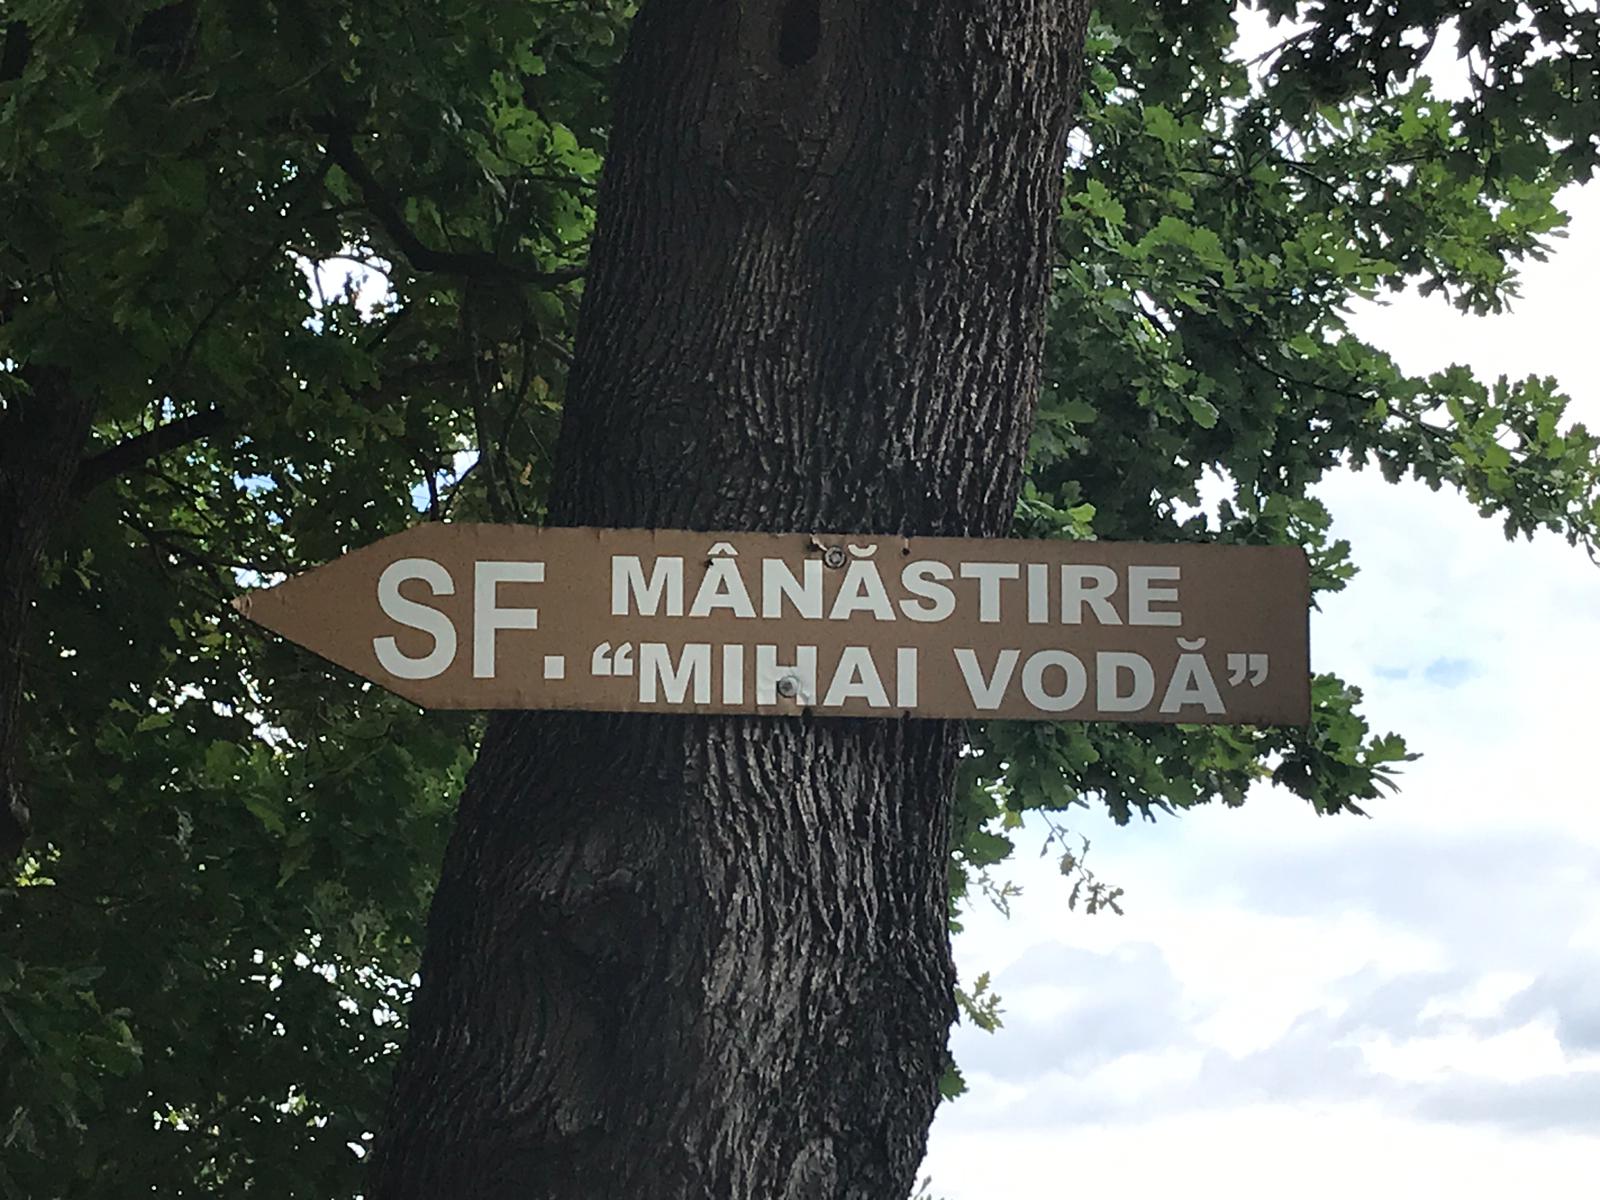 SF. MÂNĂSTIRE
“MIHAI VODĂ”